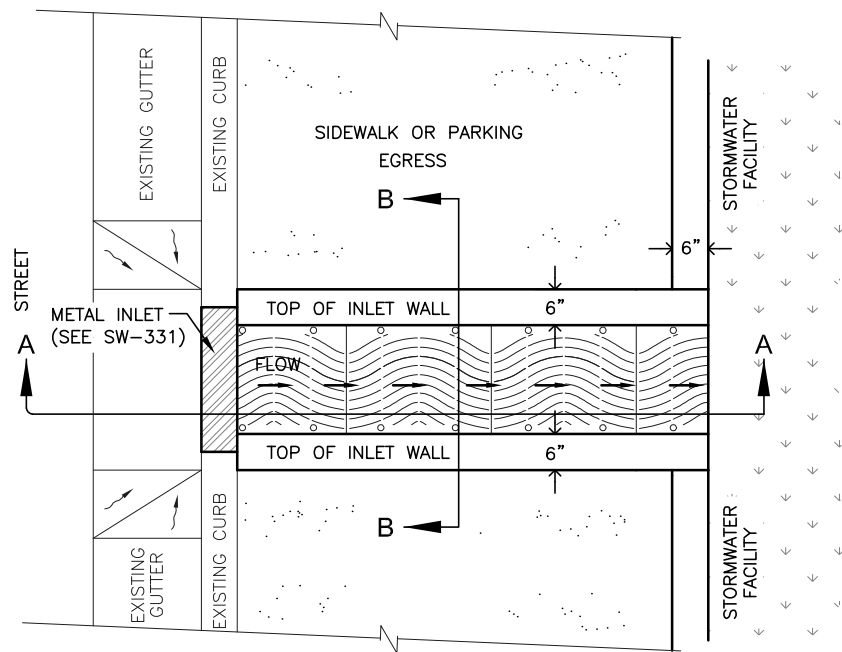 EXISTING GUTTER
EXISTING CURB
SIDEWALK OR PARKING
EGRESS
STORMWATER
FACILITY
B
6”
STREET
METAL INLET
(SEE SW–331)
TOP OF INLET WALL
6”
A
FLOW
A
TOP OF INLET WALL
6”
B
EXISTING
GUTTER
EXISTING CURB
STORMWATER
FACILITY